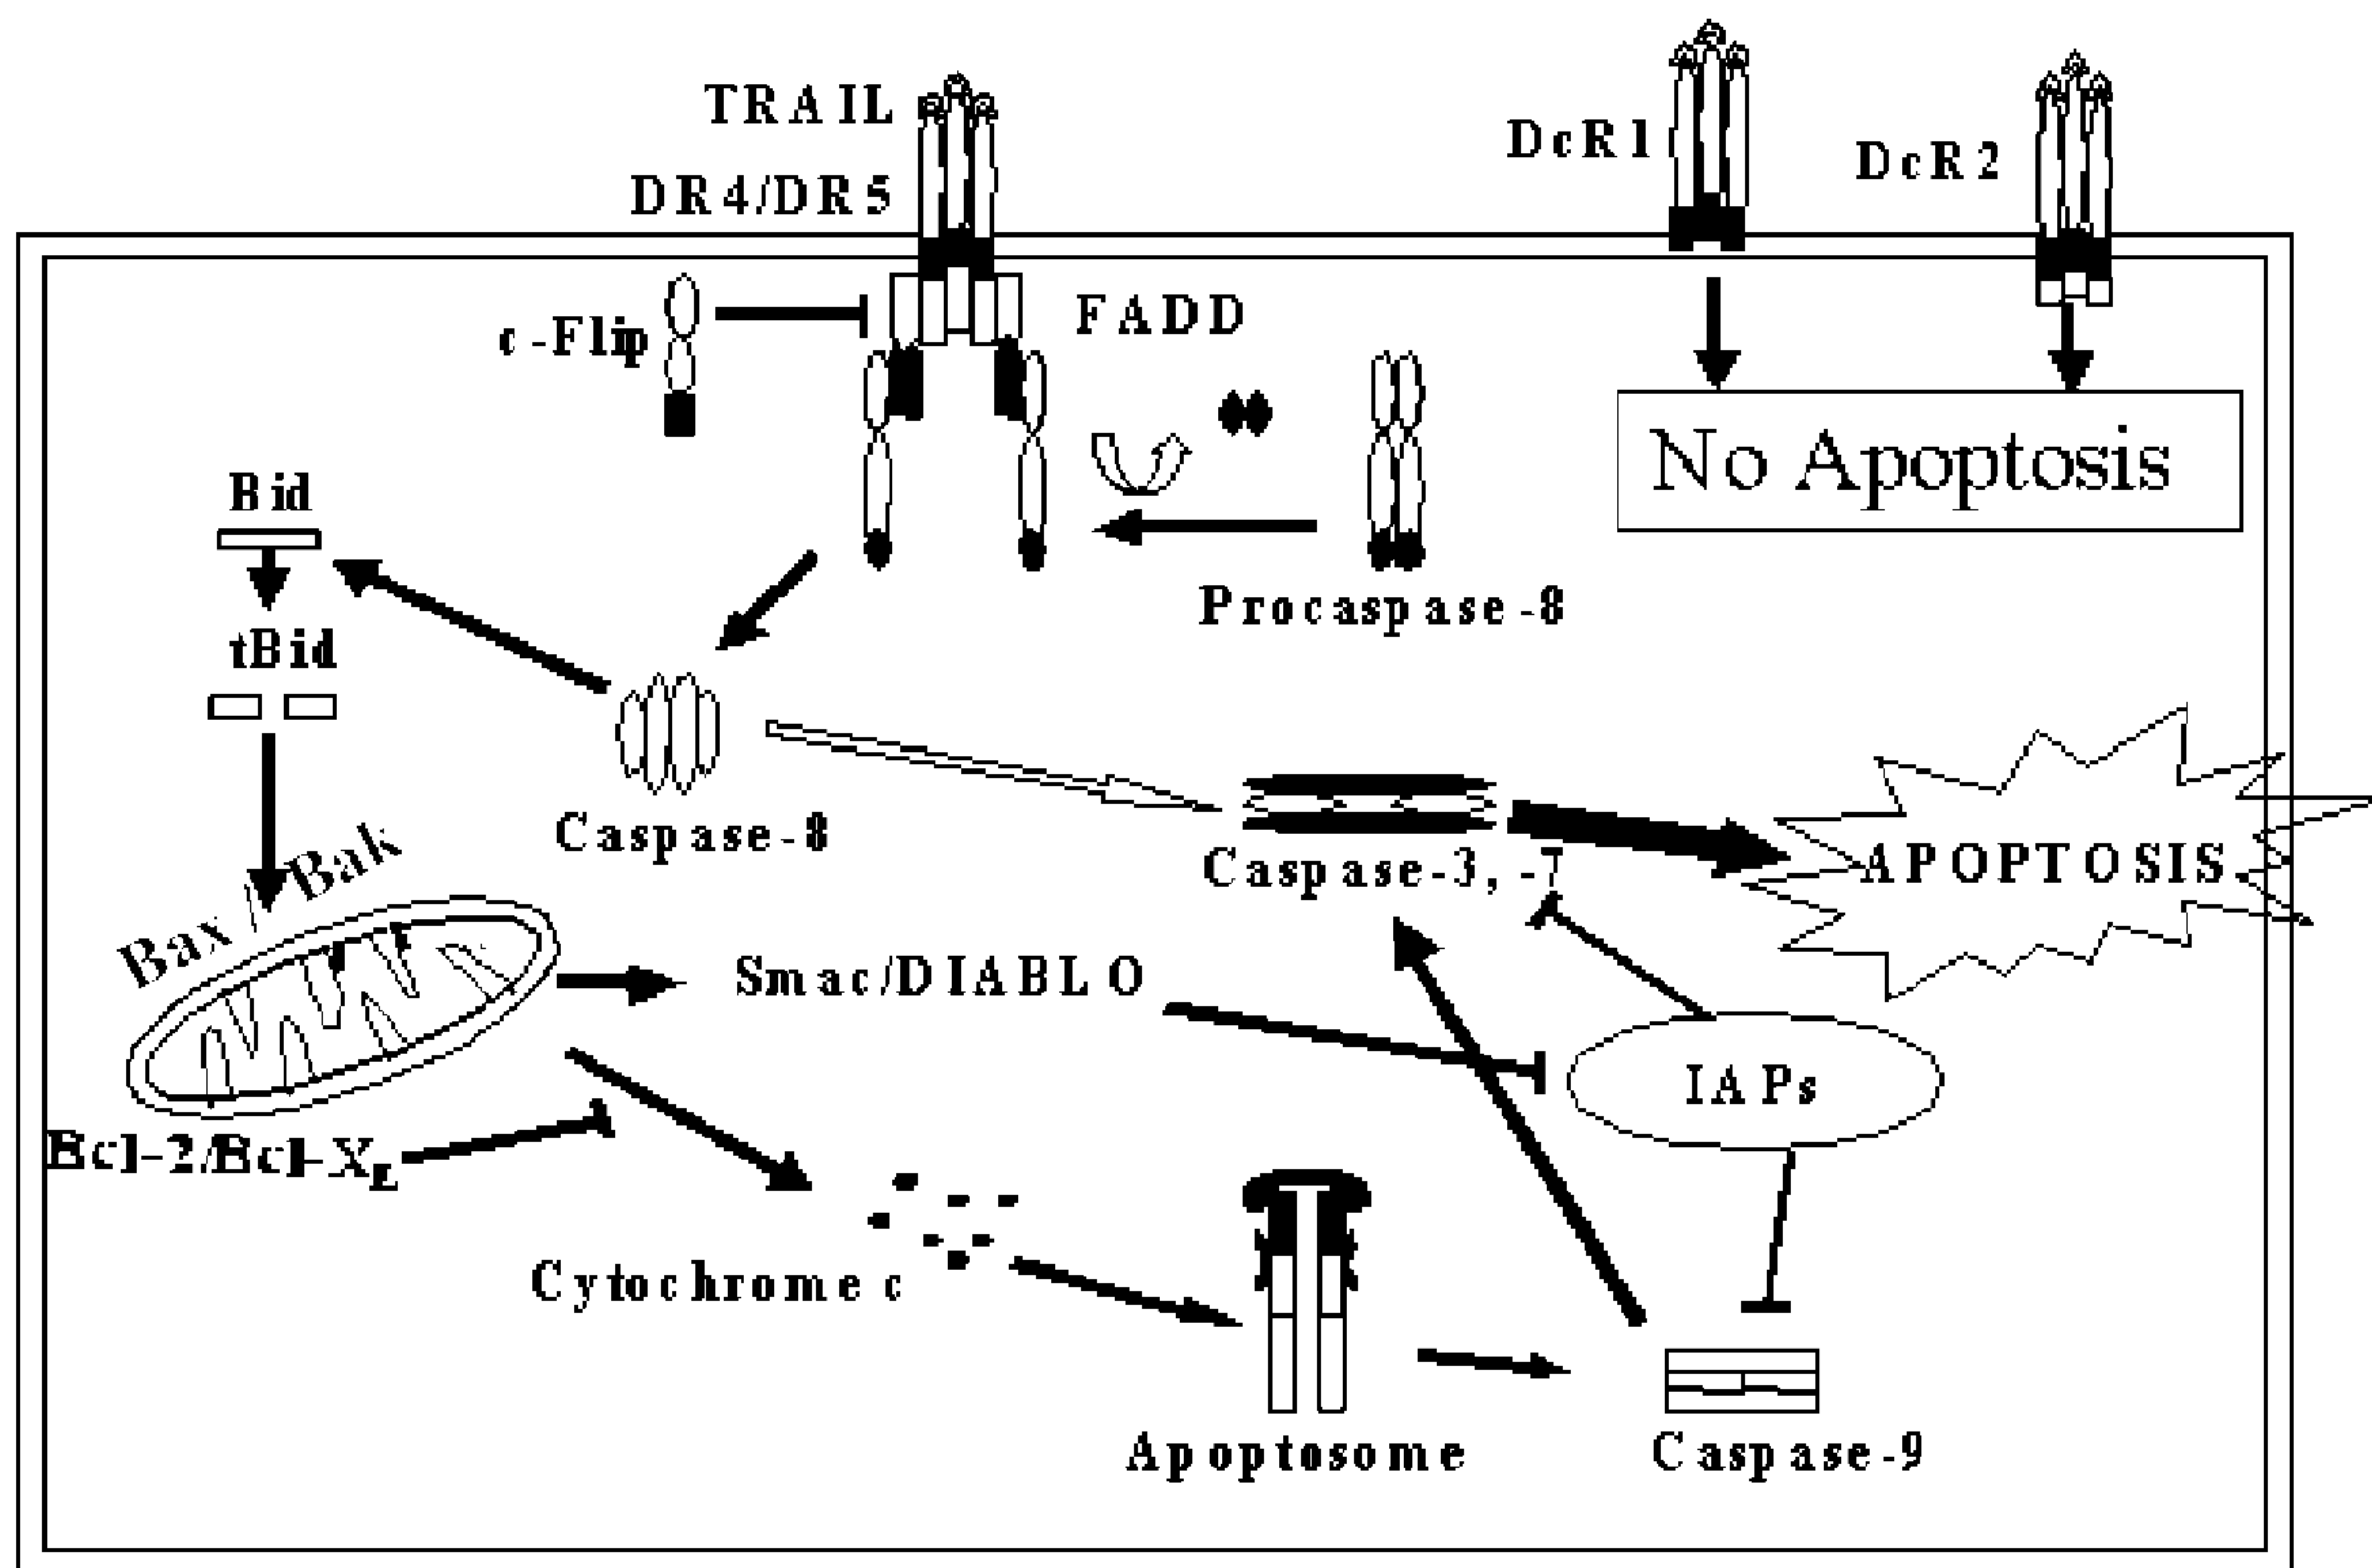 TRAIL
DR4/DR5
DcR1
DcR2
c-Flip
FADD
No Apoptosis
Bid
Procaspase-8
tBid
Caspase-8
Bax / Bak
Caspase-3, -7
APOPTOSIS
Smac/DIABLO
IAPs
Bcl-2/Bcl-XL
Cytochrome c
Apoptosome
Caspase-9